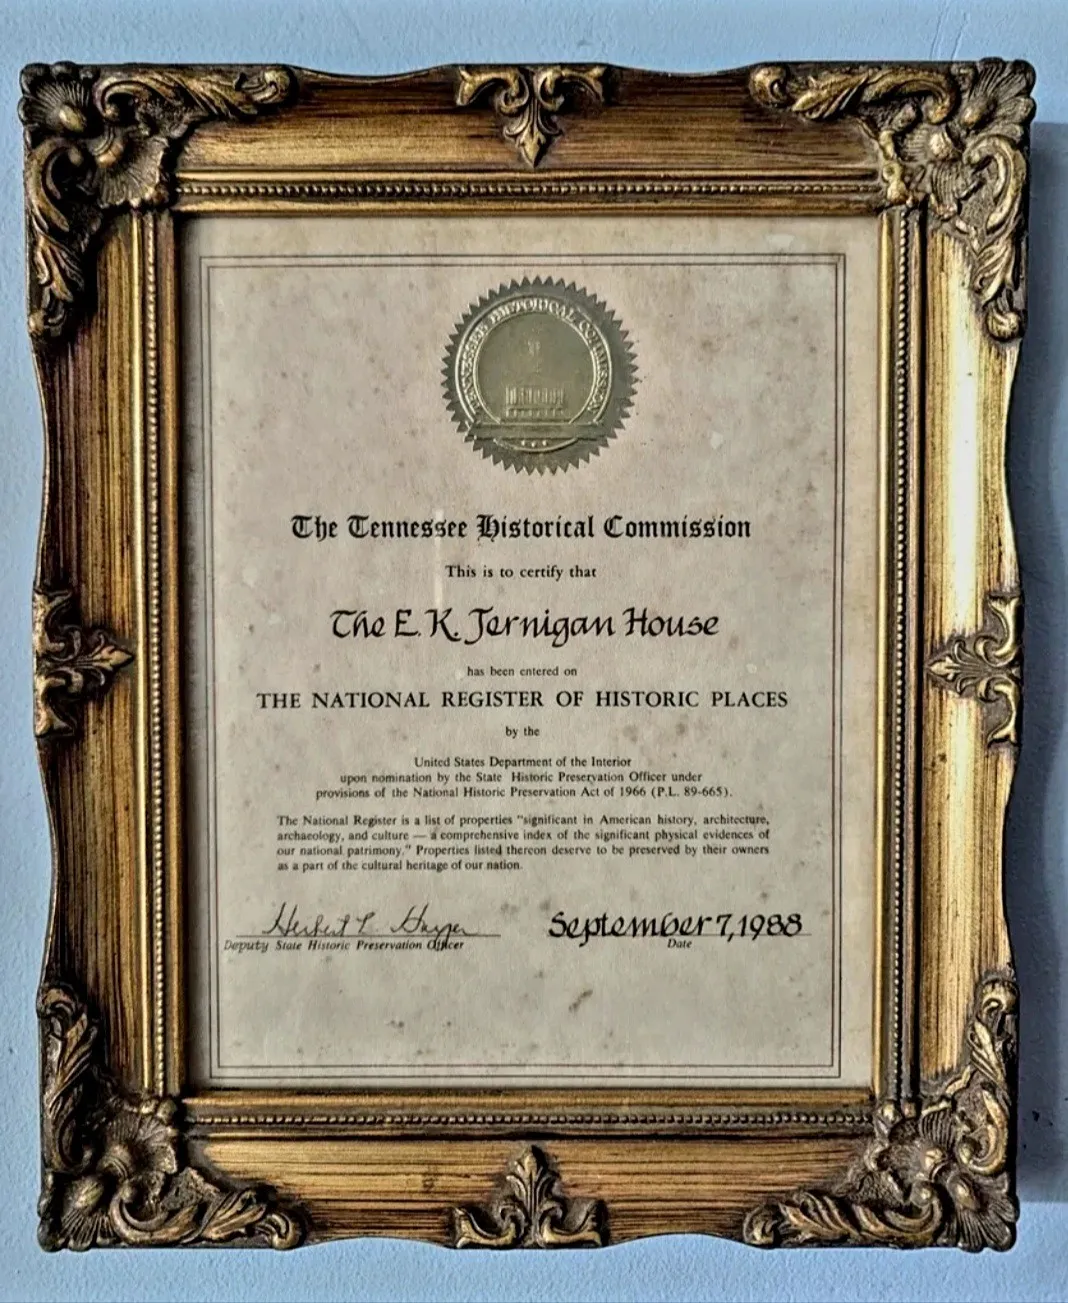 TENNESSEE HISTORICAL COMMISSION
The Tennessee Historical Commission
This is to certify that
The E. K. Jernigan House
has been entered on
THE NATIONAL REGISTER OF HISTORIC PLACES
by the
United States Department of the Interior
upon nomination by the State Historic Preservation Officer under
provisions of the National Historic Preservation Act of 1966 (P.L. 89-665).
The National Register is a list of properties "significant in American history, architecture,
archaeology, and culture — a comprehensive index of the significant physical evidences of
our national patrimony." Properties listed thereon deserve to be preserved by their owners
as a part of the cultural heritage of our nation.
Herbert L. Harper
September 7, 1988
Deputy State Historic Preservation Officer
Date